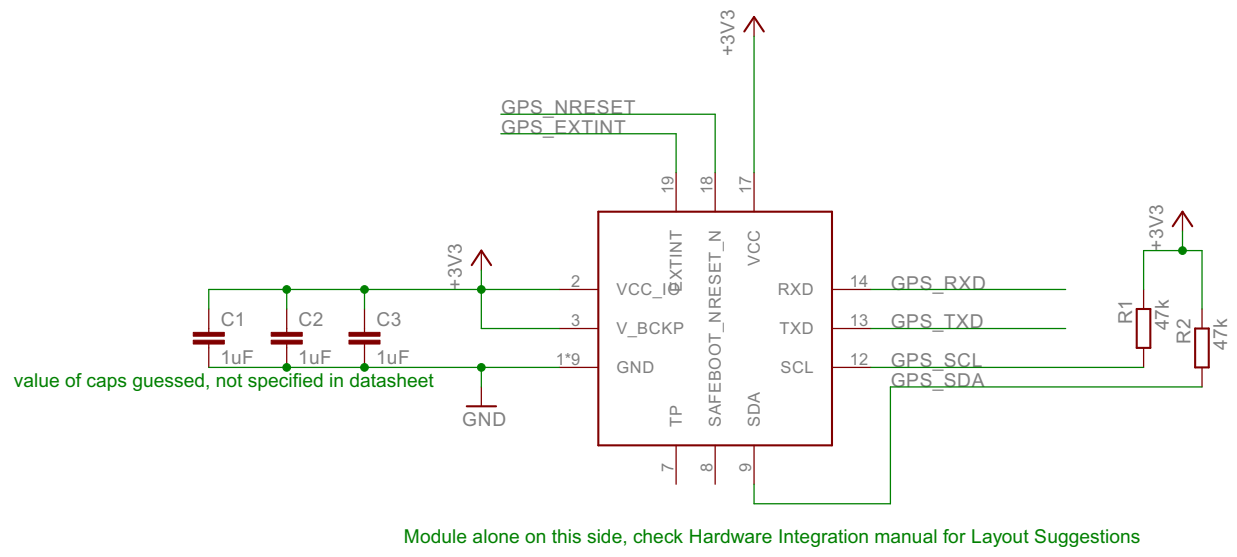 +3V3
GPS_NRESET
GPS_EXTINT
19
18
17
EXTINT
SAFEBOOT_NRESET_N
VCC
+3V3
2
VCC_IO
3
V_BCKP
1*9
GND
C1
1uF
C2
1uF
C3
1uF
value of caps guessed, not specified in datasheet
GND
RXD
14
GPS_RXD
TXD
13
GPS_TXD
SCL
12
GPS_SCL
GPS_SDA
+3V3
R1
47k
R2
47k
TP
SDA
7
8
9
Module alone on this side, check Hardware Integration manual for Layout Suggestions